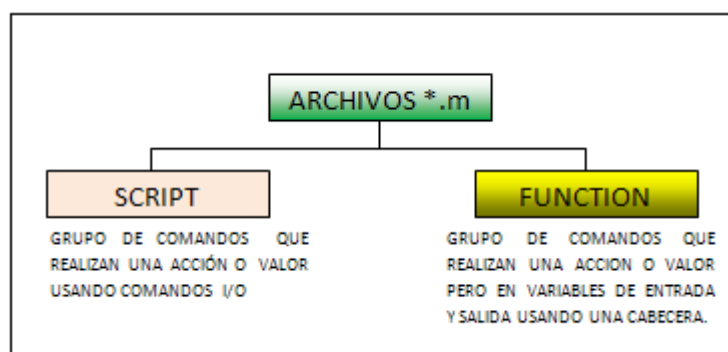 ARCHIVOS *.m
SCRIPT
GRUPO DE COMANDOS QUE
REALIZAN UNA ACCIÓN O VALOR
USANDO COMANDOS I/O
FUNCTION
GRUPO DE COMANDOS QUE
REALIZAN UNA ACCION O VALOR
PERO EN VARIABLES DE ENTRADA
Y SALIDA USANDO UNA CABECERA.